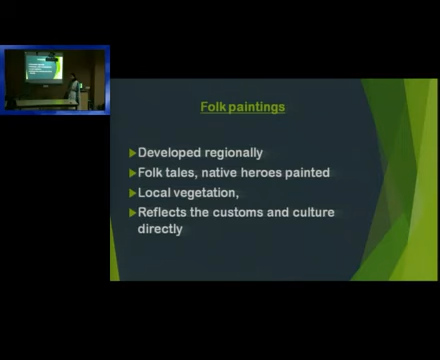 Folk paintings
Developed regionally
Folk tales, native heroes painted
Local vegetation,
Reflects the customs and culture
directly